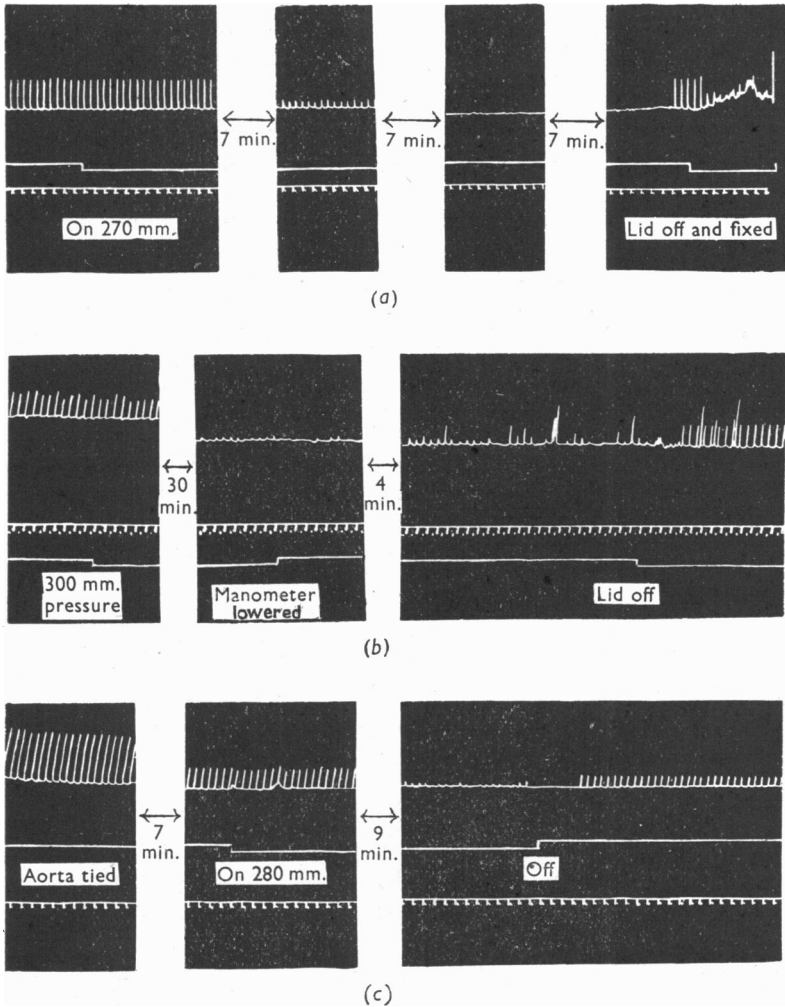 7 min.
7 min.
7 min.
On 270 mm.
Lid off and fixed
(a)
30
min.
4
min.
300 mm.
pressure
Manometer
lowered
Lid off
(b)
7
min.
9
min.
Aorta tied
On 280 mm.
Off
(c)